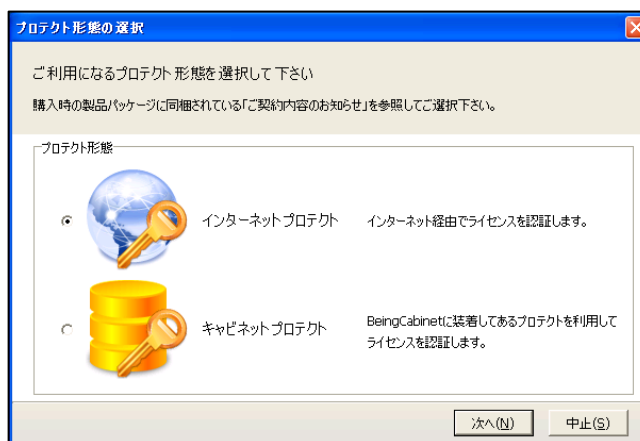 プロテクト形態の選択
ご利用になるプロテクト形態を選択して下さい
購入時の製品パッケージに同梱されている「ご契約内容のお知らせ」を参照してご選択下さい。
プロテクト形態
インターネットプロテクト
インターネット経由でライセンスを認証します。
キャビネットプロテクト
BeingCabinetに装着してあるプロテクトを利用して
ライセンスを認証します。
次へ(N)
中止(S)